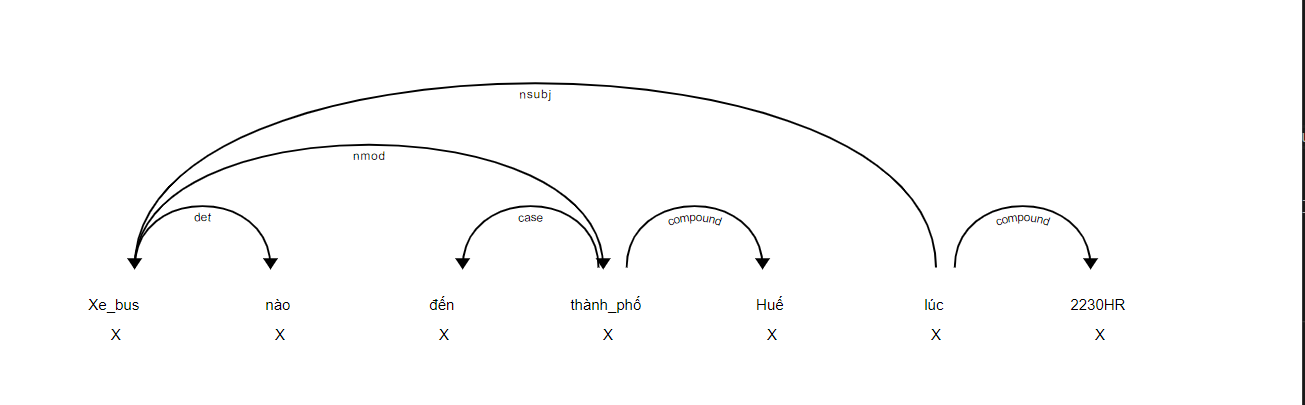 nsubj
nmod
det case compound compound
Xe_bus nào đến thành_phố Huế lúc 2230HR
X X X X X X X